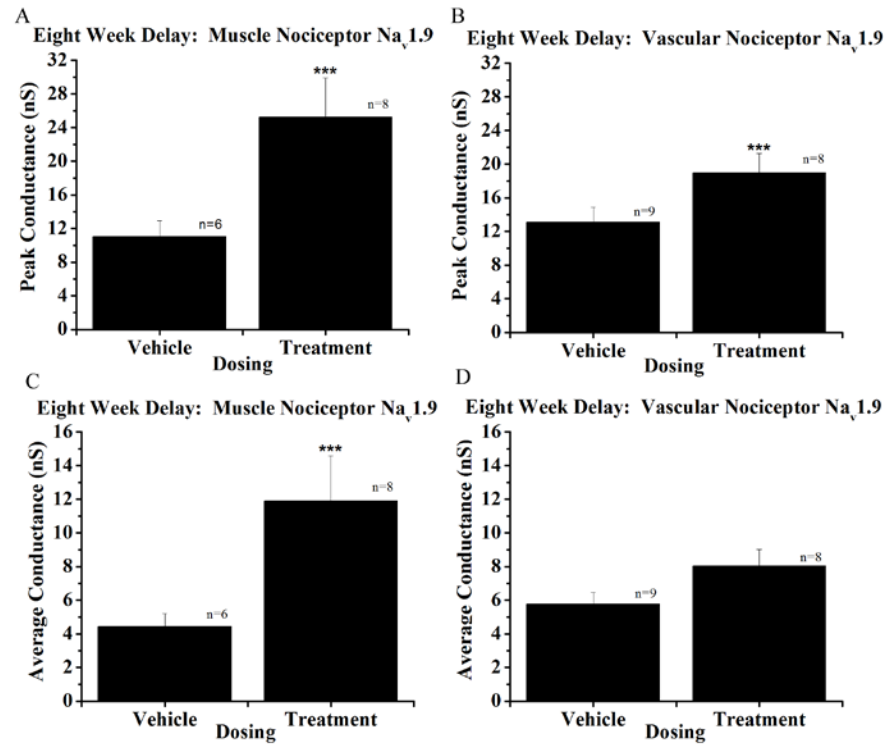 A
Eight Week Delay: Muscle Nociceptor Naᵥ1.9
Peak Conductance (nS)
32
28
24
20
16
12
8
4
0
***
n=8
n=6
Vehicle
Treatment
Dosing
B
Eight Week Delay: Vascular Nociceptor Naᵥ1.9
Peak Conductance (nS)
32
28
24
20
16
12
8
4
0
***
n=8
n=9
Vehicle
Treatment
Dosing
C
Eight Week Delay: Muscle Nociceptor Naᵥ1.9
Average Conductance (nS)
16
14
12
10
8
6
4
2
0
***
n=8
n=6
Vehicle
Treatment
Dosing
D
Eight Week Delay: Vascular Nociceptor Naᵥ1.9
Average Conductance (nS)
16
14
12
10
8
6
4
2
0
n=8
n=9
Vehicle
Treatment
Dosing